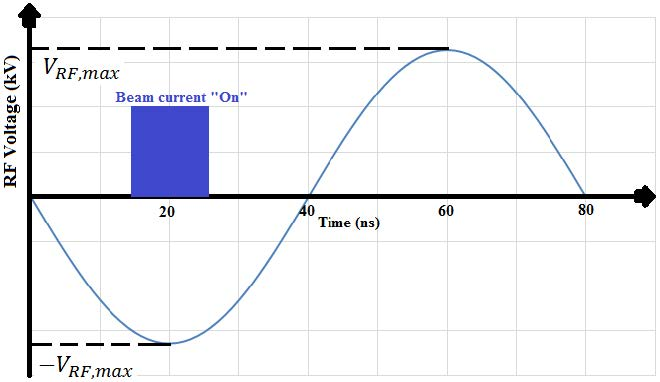 RF Voltage (kV)
V_{RF,max}
Beam current "On"
20
40
60
80
Time (ns)
−V_{RF,max}